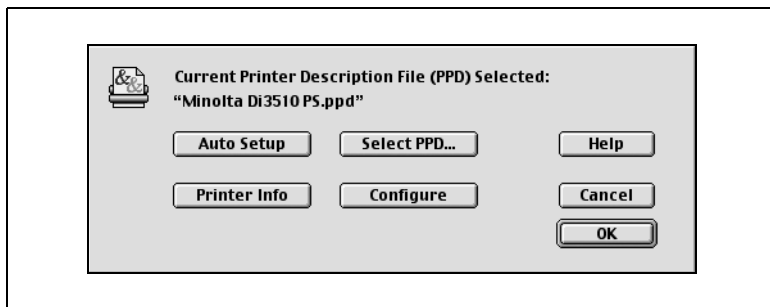 Current Printer Description File (PPD) Selected:
“Minolta Di3510 PS.ppd”
Auto Setup
Select PPD...
Help
Printer Info
Configure
Cancel
OK